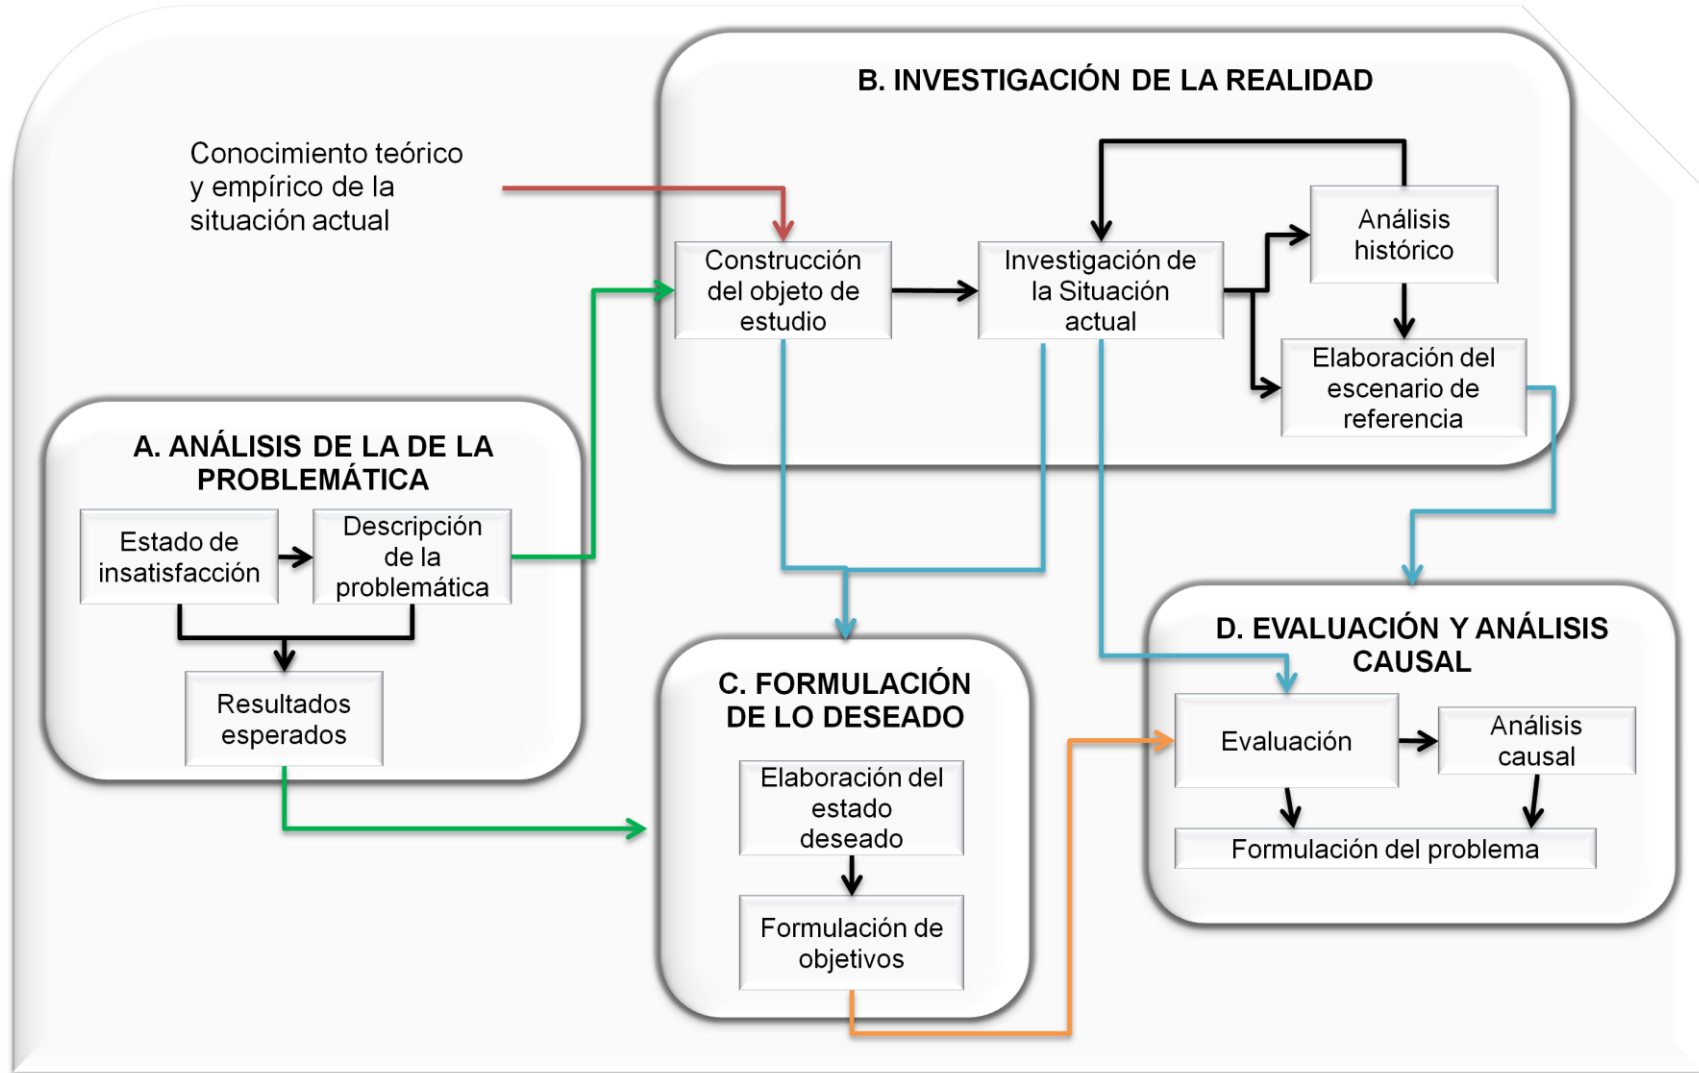 B. INVESTIGACIÓN DE LA REALIDAD
Conocimiento teórico
y empírico de la
situación actual
Construcción
del objeto de
estudio
Investigación de
la Situación
actual
Análisis
histórico
Elaboración del
escenario de
referencia
A. ANÁLISIS DE LA DE LA
PROBLEMÁTICA
Estado de
insatisfacción
Descripción
de la
problemática
Resultados
esperados
C. FORMULACIÓN
DE LO DESEADO
Elaboración del
estado
deseado
Formulación de
objetivos
D. EVALUACIÓN Y ANÁLISIS
CAUSAL
Evaluación
Análisis
causal
Formulación del problema